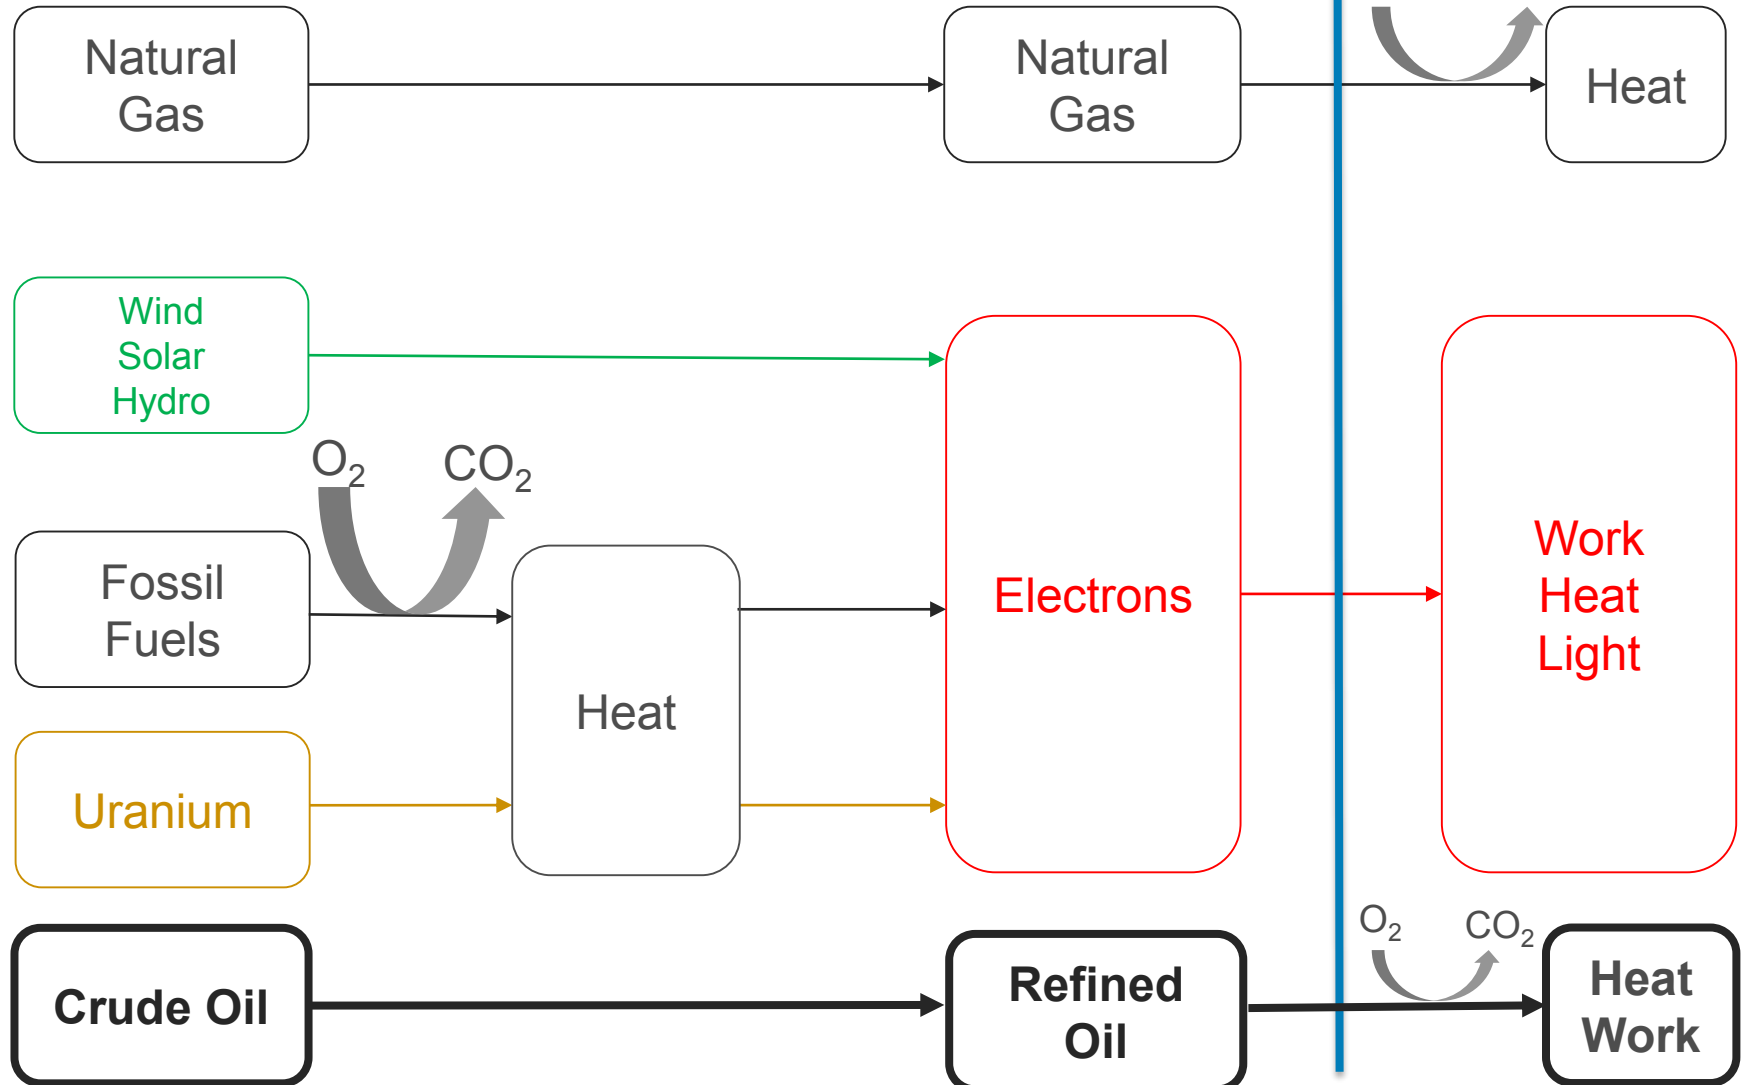 Natural
Gas
Natural
Gas
Heat
Wind
Solar
Hydro
O₂
CO₂
Fossil
Fuels
Heat
Electrons
Work
Heat
Light
Uranium
O₂
CO₂
Crude Oil
Refined
Oil
Heat
Work